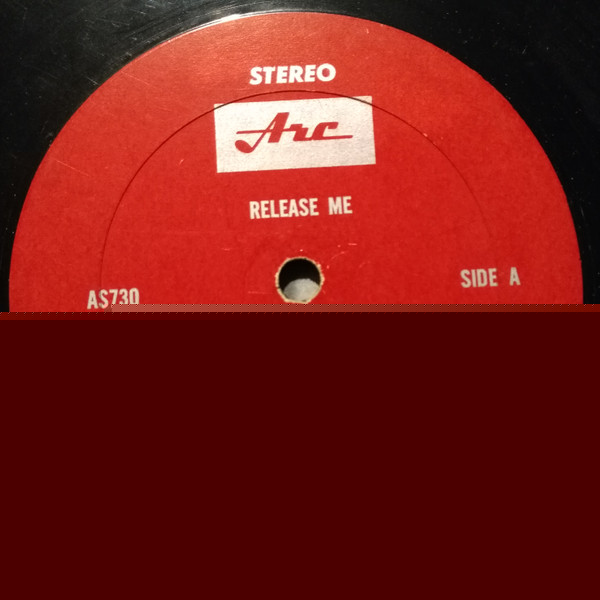 STEREO
Arc
RELEASE ME
SIDE A
AS730